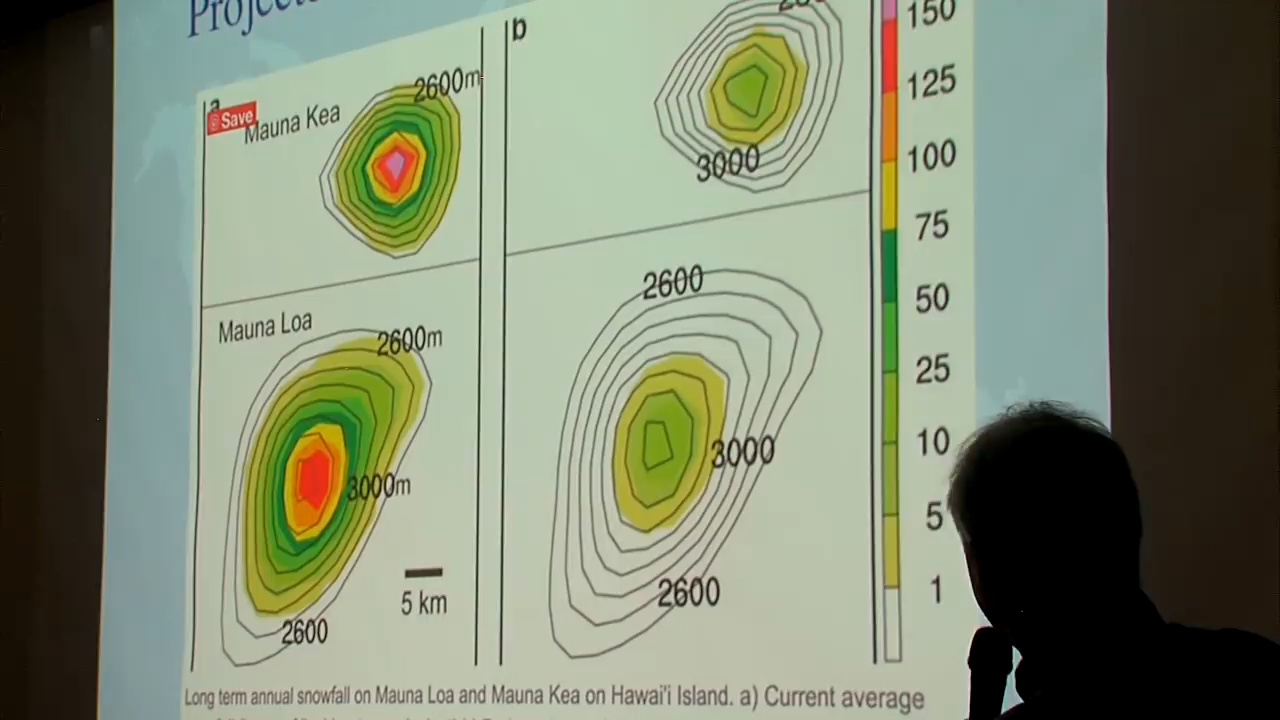 Projecte
a
Save
Mauna Kea
2600m
b
3000
150
125
100
75
50
25
10
5
1
Mauna Loa
2600m
3000m
5 km
2600
2600
3000
2600
Long term annual snowfall on Mauna Loa and Mauna Kea on Hawai'i Island. a) Current average